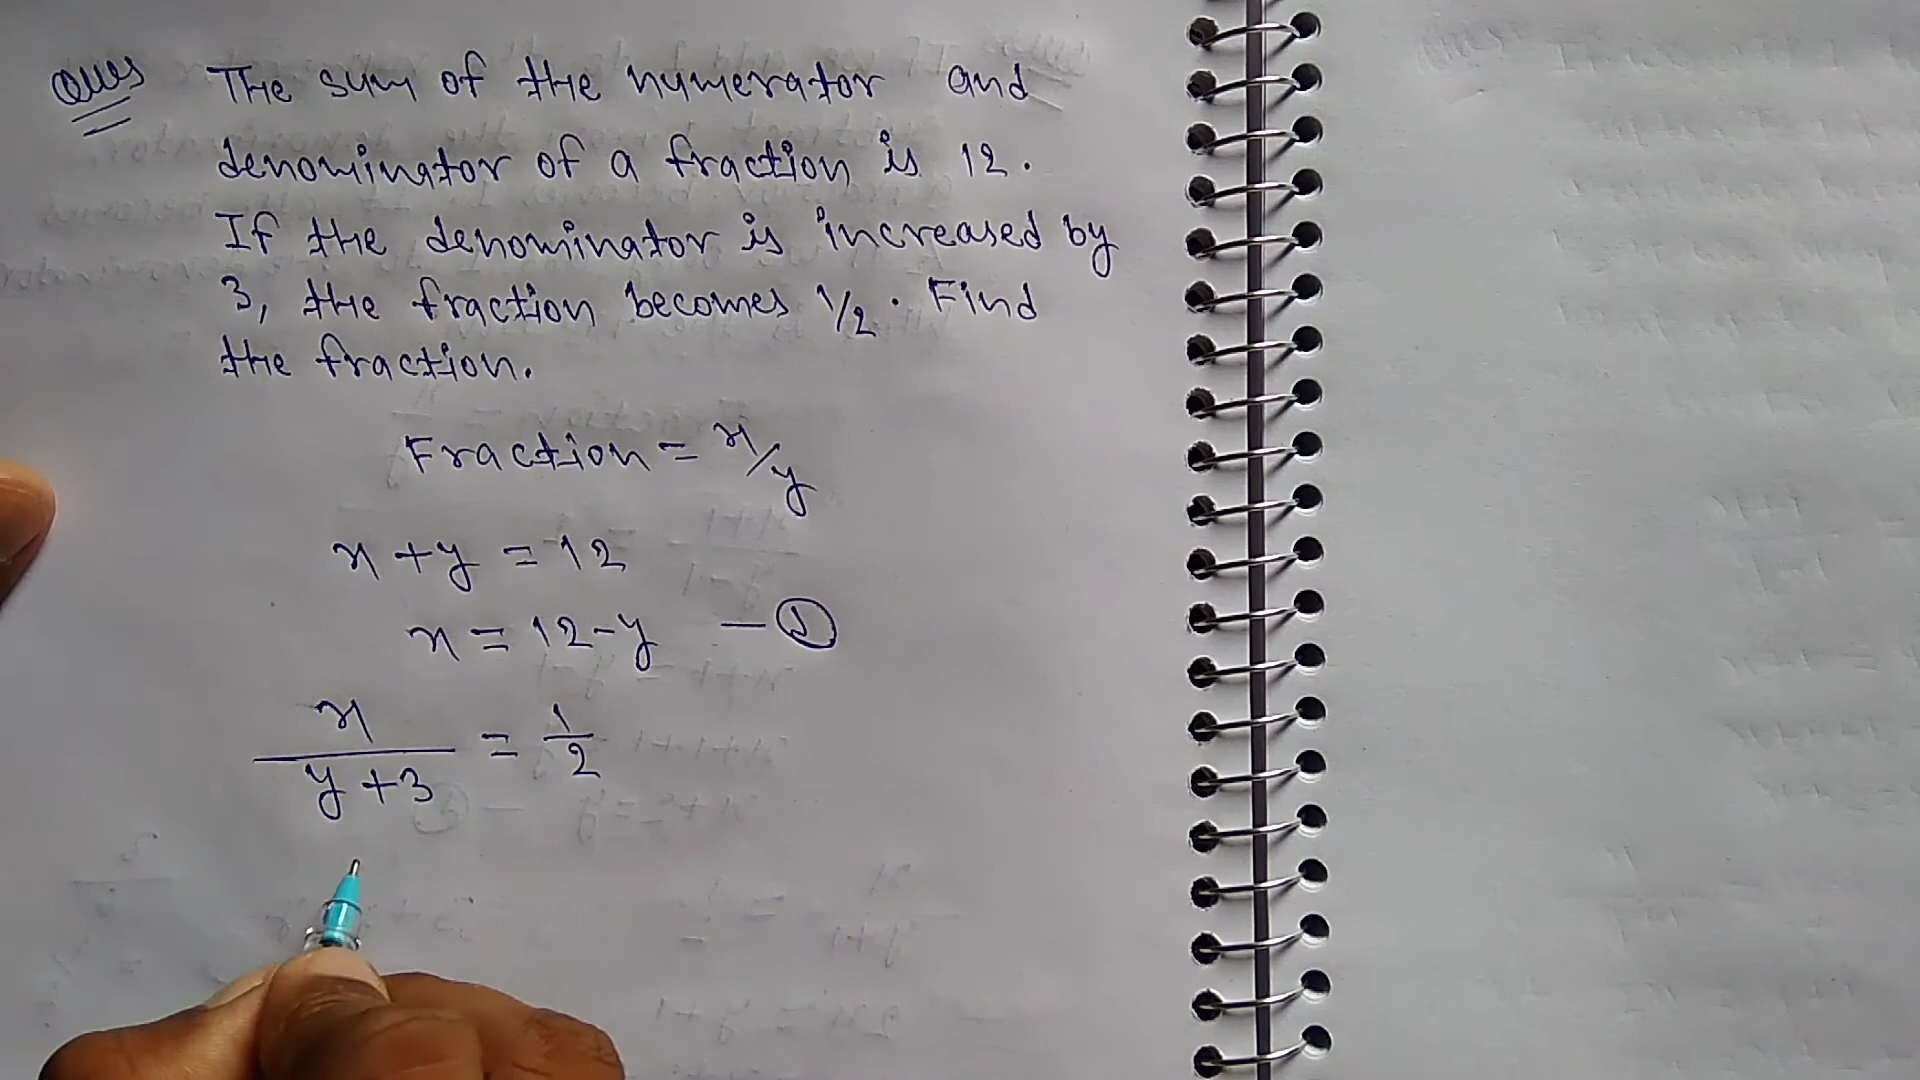 Ques The sum of the numerator and
denominator of a fraction is 12.
If the denominator is increased by
3, the fraction becomes 1/2. Find
the fraction.
Fraction = x/y
x + y = 12
x = 12 - y — ①
x
y + 3 = 1/2